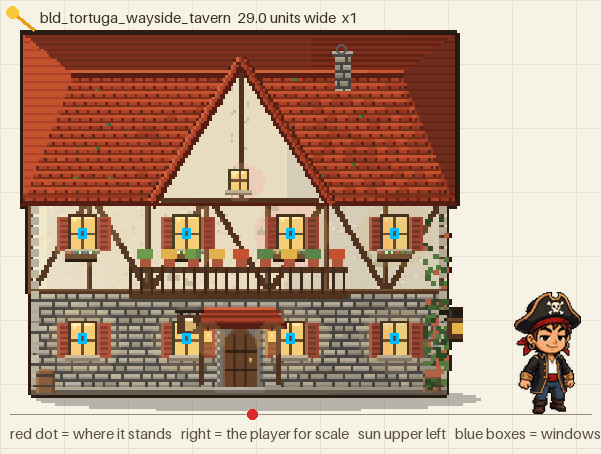 bld_tortuga_wayside_tavern 29.0 units wide x1
red dot = where it stands right = the player for scale sun upper left blue boxes = windows